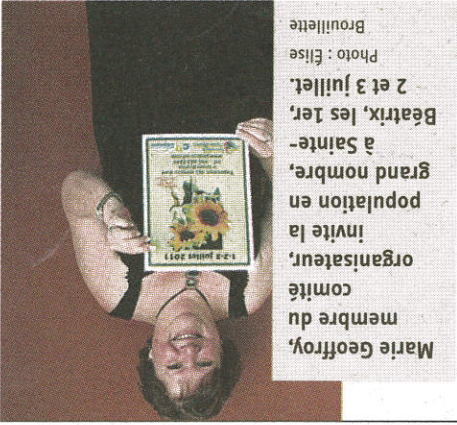 Marie Geoffroy,
membre du
comité
organisateur,
invite la
population en
grand nombre,
à Sainte-
Béatrix, les 1er,
2 et 3 juillet.
Photo : Élise
Brouillette
1-2-3 juillet 2011